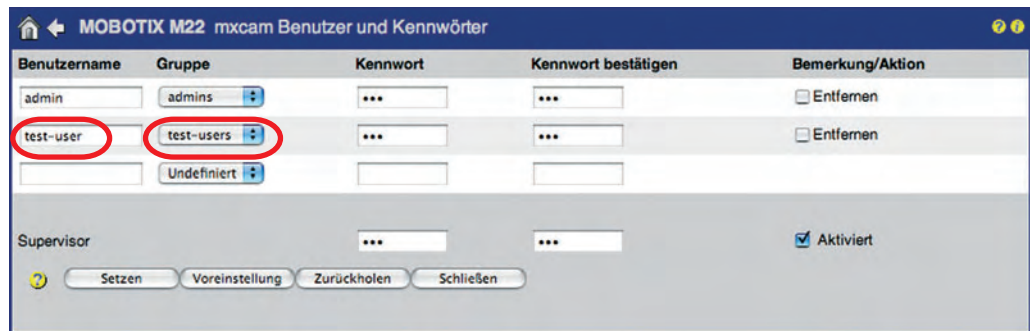 MOBOTIX M22 mxcam Benutzer und Kennwörter
Benutzername Gruppe Kennwort Kennwort bestätigen Bemerkung/Aktion
admin admins ••• ••• Entfernen
test-user test-users ••• ••• Entfernen
Undefiniert
Supervisor ••• ••• Aktiviert
? Setzen Voreinstellung Zurückholen Schließen